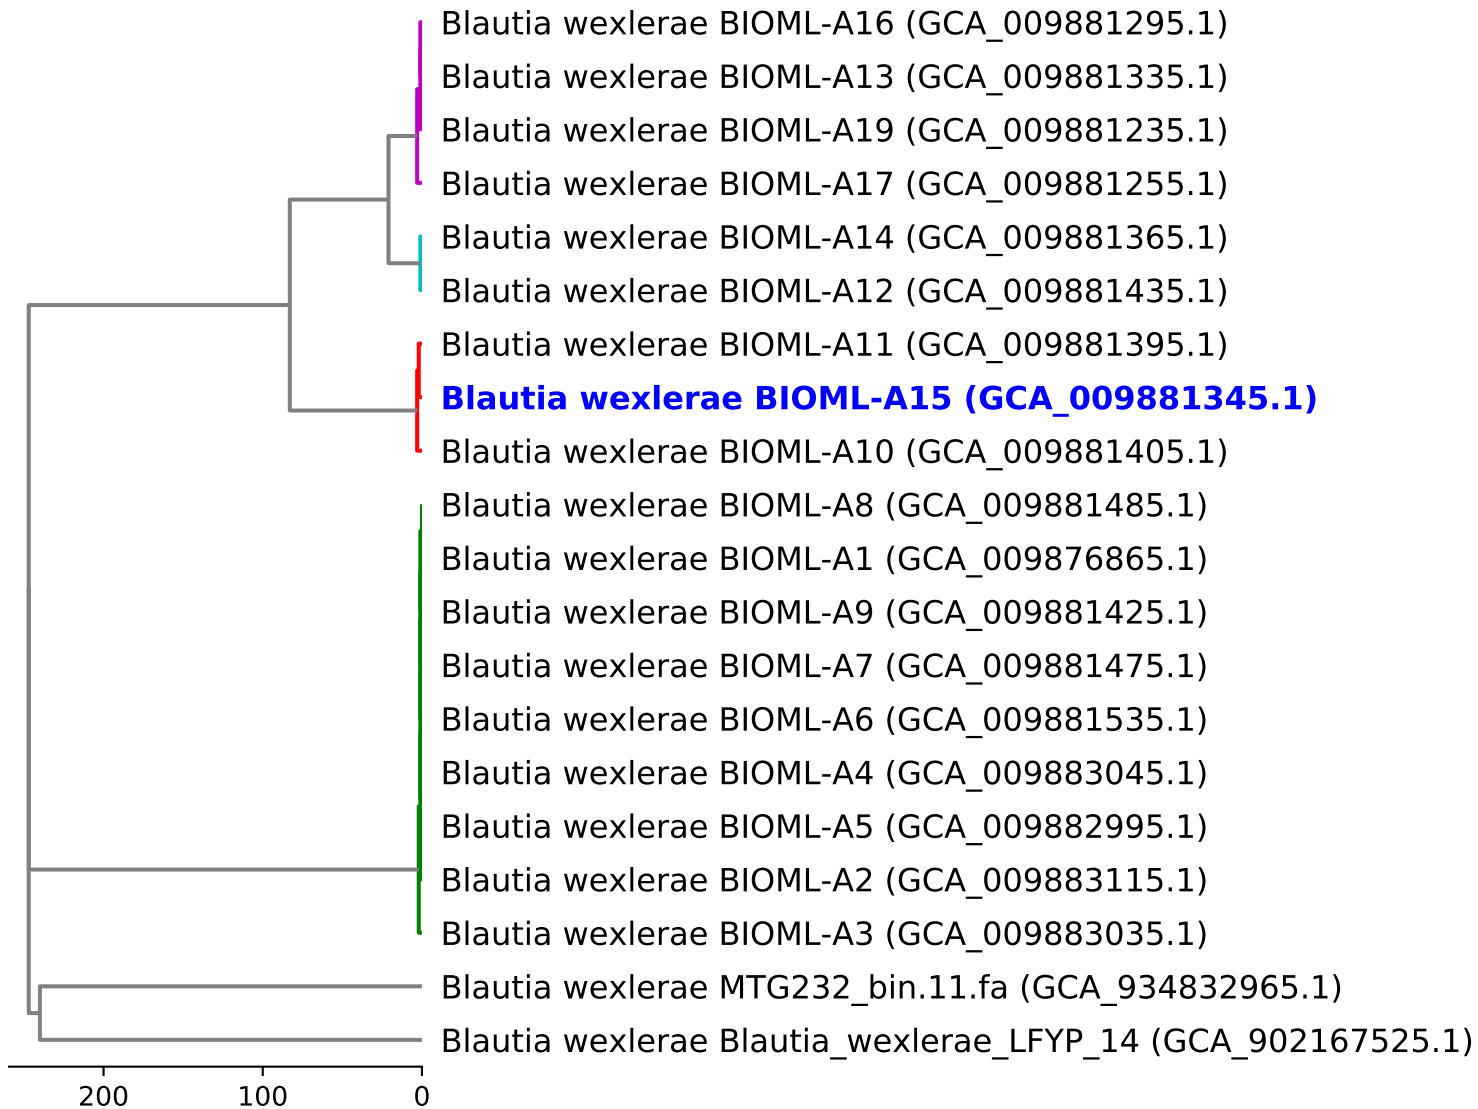 Blautia wexlerae BIOML-A16 (GCA_009881295.1)
Blautia wexlerae BIOML-A13 (GCA_009881335.1)
Blautia wexlerae BIOML-A19 (GCA_009881235.1)
Blautia wexlerae BIOML-A17 (GCA_009881255.1)
Blautia wexlerae BIOML-A14 (GCA_009881365.1)
Blautia wexlerae BIOML-A12 (GCA_009881435.1)
Blautia wexlerae BIOML-A11 (GCA_009881395.1)
Blautia wexlerae BIOML-A15 (GCA_009881345.1)
Blautia wexlerae BIOML-A10 (GCA_009881405.1)
Blautia wexlerae BIOML-A8 (GCA_009881485.1)
Blautia wexlerae BIOML-A1 (GCA_009876865.1)
Blautia wexlerae BIOML-A9 (GCA_009881425.1)
Blautia wexlerae BIOML-A7 (GCA_009881475.1)
Blautia wexlerae BIOML-A6 (GCA_009881535.1)
Blautia wexlerae BIOML-A4 (GCA_009883045.1)
Blautia wexlerae BIOML-A5 (GCA_009882995.1)
Blautia wexlerae BIOML-A2 (GCA_009883115.1)
Blautia wexlerae BIOML-A3 (GCA_009883035.1)
Blautia wexlerae MTG232_bin.11.fa (GCA_934832965.1)
Blautia wexlerae Blautia_wexlerae_LFYP_14 (GCA_902167525.1)
200 100 0